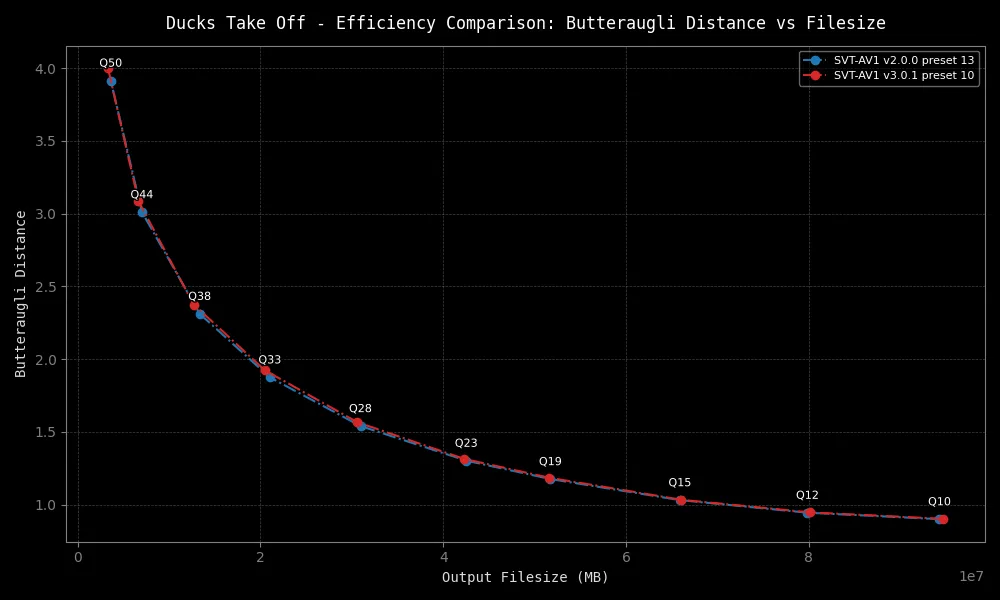 Ducks Take Off - Efficiency Comparison: Butteraugli Distance vs Filesize
SVT-AV1 v2.0.0 preset 13
SVT-AV1 v3.0.1 preset 10
Butteraugli Distance
4.0
3.5
3.0
2.5
2.0
1.5
1.0
Q50
Q44
Q38
Q33
Q28
Q23
Q19
Q15
Q12
Q10
0
2
4
6
8
1e7
Output Filesize (MB)